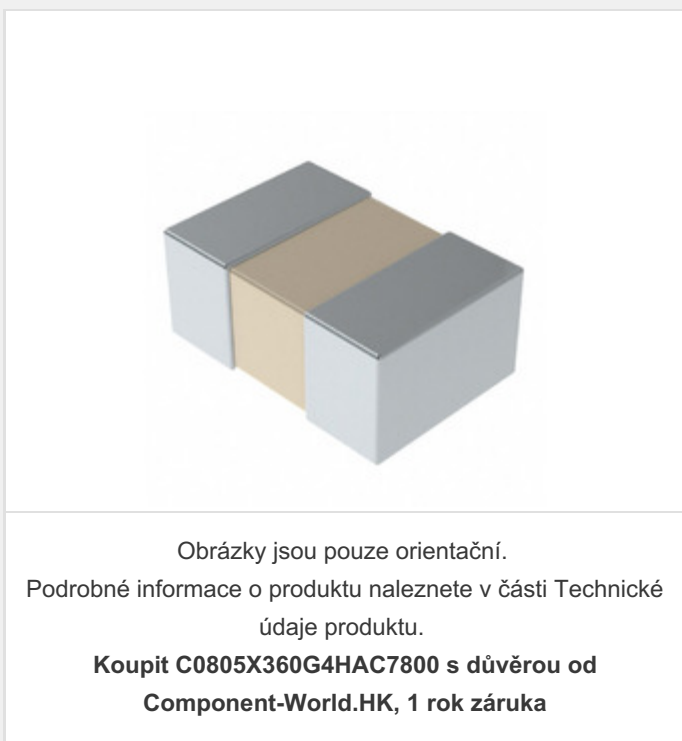 Obrázky jsou pouze orientační.
Podrobné informace o produktu naleznete v části Technické
údaje produktu.
Koupit C0805X360G4HAC7800 s důvěrou od
Component-World.HK, 1 rok záruka